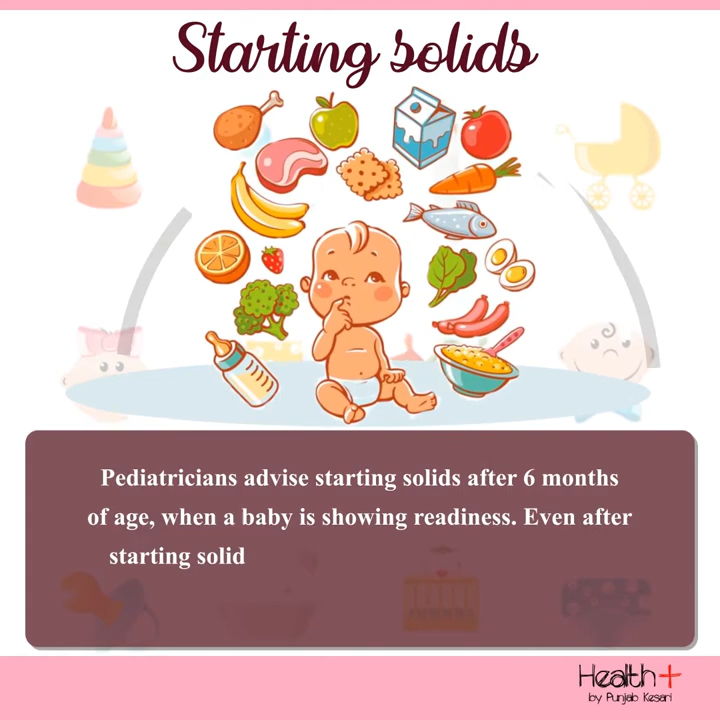 Starting solids
Pediatricians advise starting solids after 6 months
of age, when a baby is showing readiness. Even after
starting solid
Health+
by Punjab Kesari